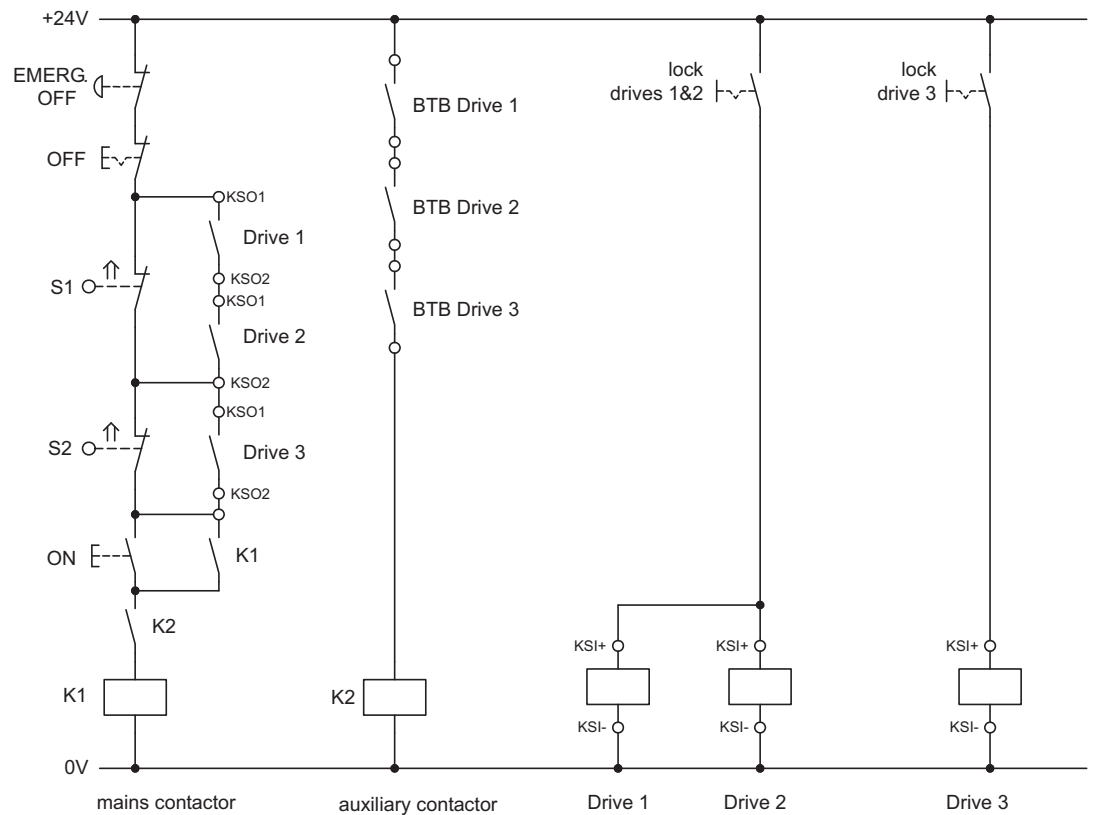 +24V
EMERG.
OFF
OFF
KSO1
Drive 1
KSO2
S1
KSO1
Drive 2
KSO2
KSO1
S2
Drive 3
KSO2
ON
K1
K2
K1
0V
mains contactor
BTB Drive 1
BTB Drive 2
BTB Drive 3
K2
auxiliary contactor
lock
drives 1&2
KSI+
KSI-
Drive 1
KSI+
KSI-
Drive 2
lock
drive 3
KSI+
KSI-
Drive 3